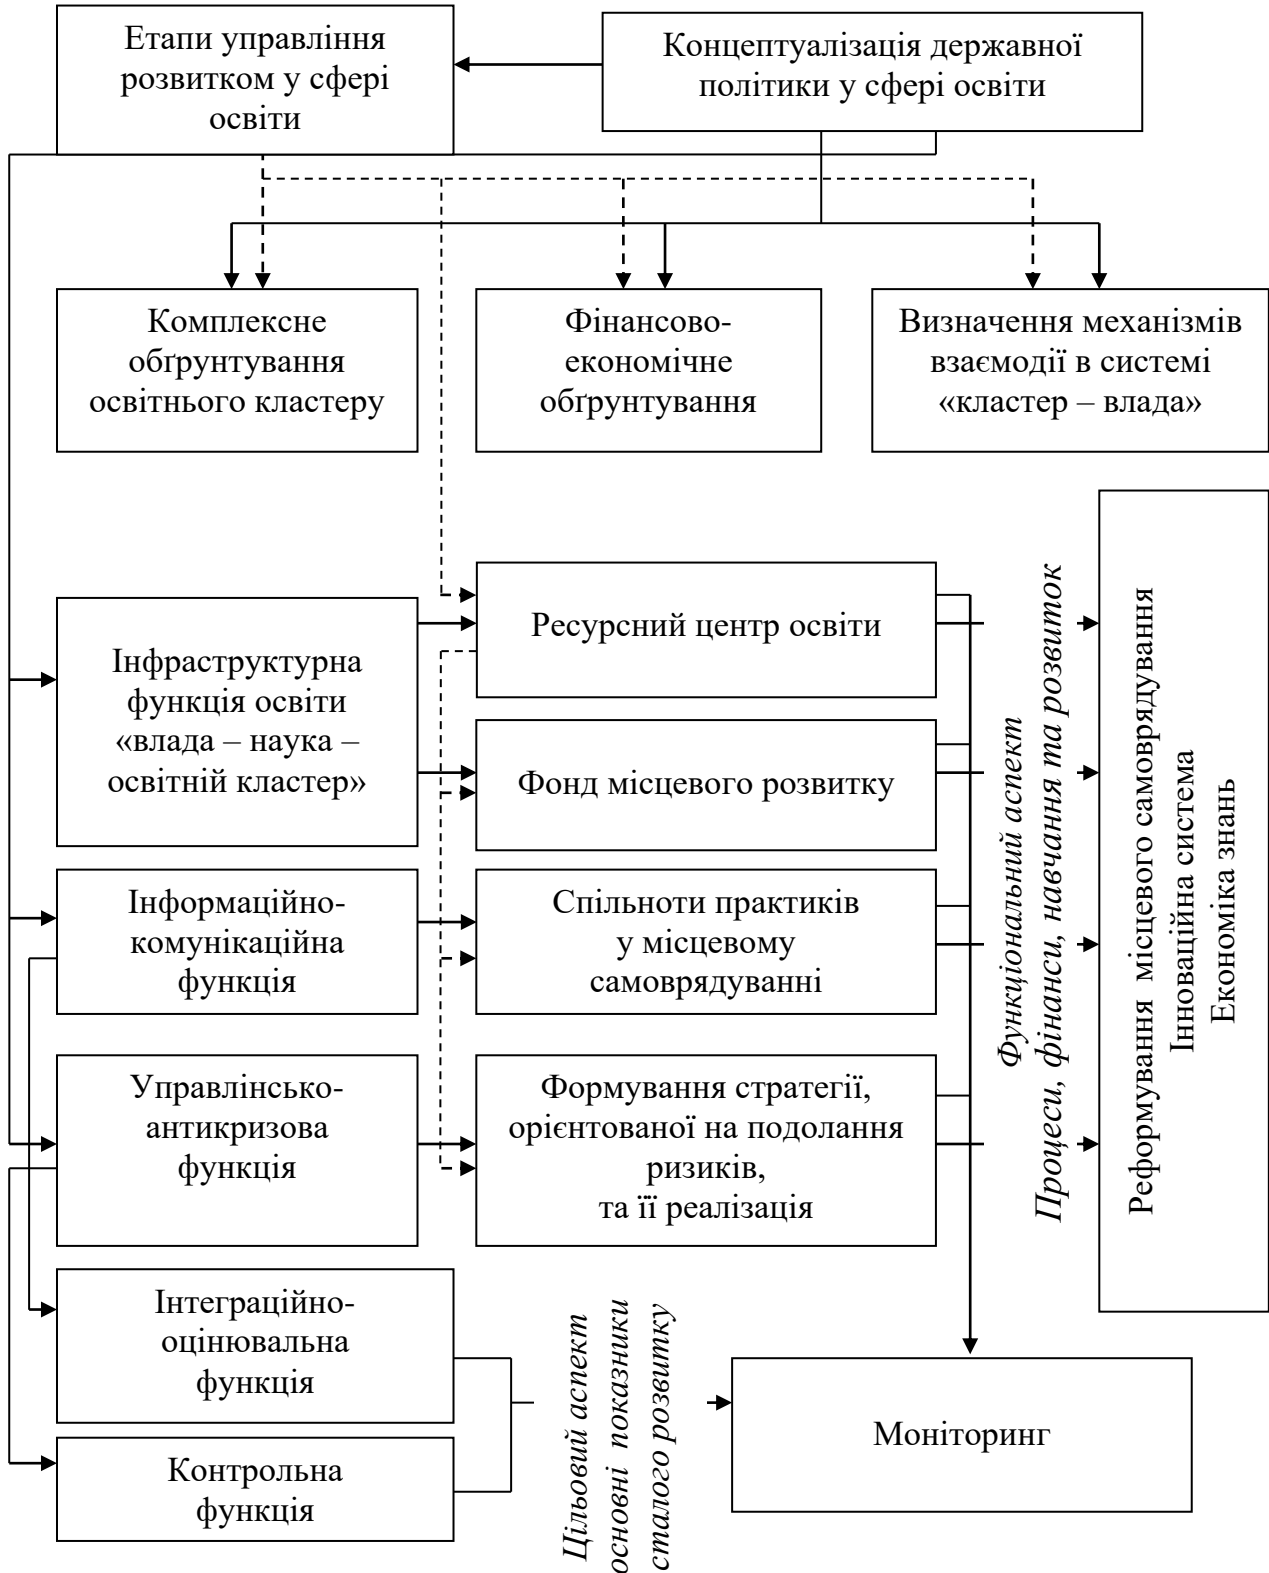 Етапи управління
розвитком у сфері
освіти
Концептуалізація державної
політики у сфері освіти
Комплексне
обґрунтування
освітнього кластеру
Фінансово-
економічне
обґрунтування
Визначення механізмів
взаємодії в системі
«кластер – влада»
Інфраструктурна
функція освіти
«влада – наука –
освітній кластер»
Ресурсний центр освіти
Фонд місцевого розвитку
Інформаційно-
комунікаційна
функція
Спільноти практиків
у місцевому
самоврядуванні
Управлінсько-
антикризова
функція
Формування стратегії,
орієнтованої на подолання
ризиків,
та її реалізація
Функціональний аспект
Процеси, фінанси, навчання та розвиток
Реформування місцевого самоврядування
Інноваційна система
Економіка знань
Інтеграційно-
оцінювальна
функція
Контрольна
функція
Цільовий аспект
основні показники
сталого розвитку
Моніторинг